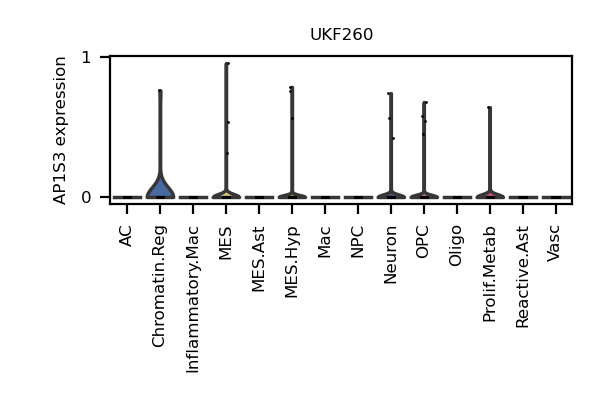 UKF260
AP1S3 expression
1
0
AC
Chromatin.Reg
Inflammatory.Mac
MES
MES.Ast
MES.Hyp
Mac
NPC
Neuron
OPC
Oligo
Prolif.Metab
Reactive.Ast
Vasc